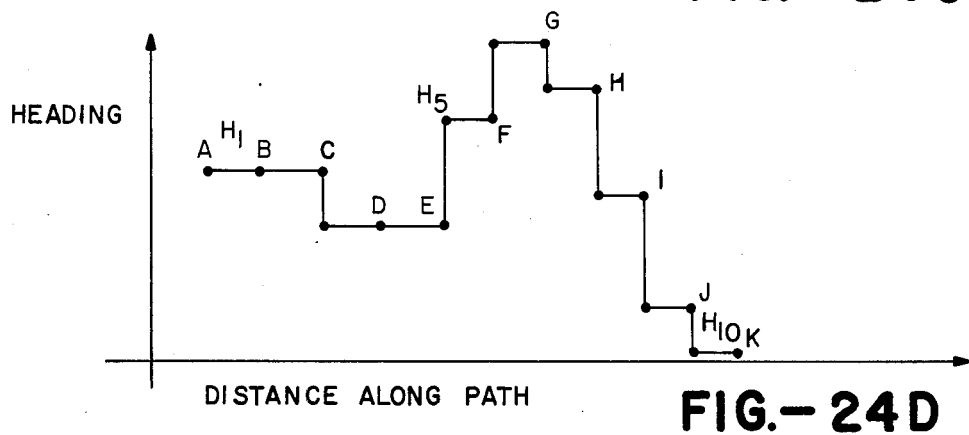 G
HEADING
H5
H
F
A H1 B C
I
D E
J
H10 K
DISTANCE ALONG PATH
FIG.-24D